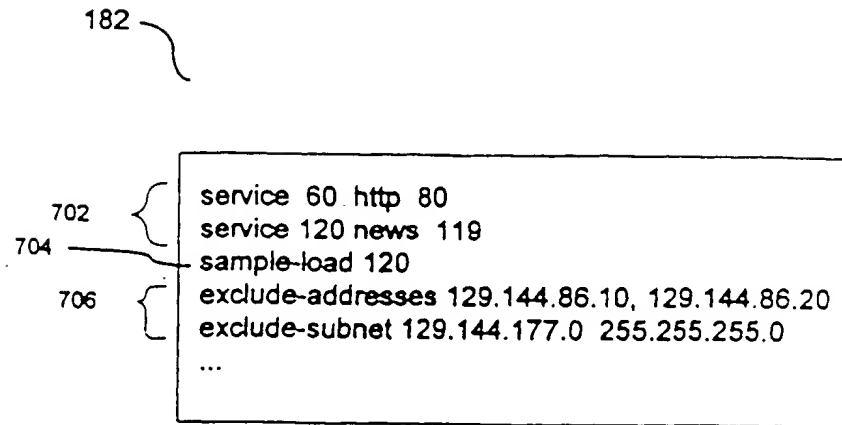 182
702
704
706
service 60 http 80
service 120 news 119
sample-load 120
exclude-addresses 129.144.86.10, 129.144.86.20
exclude-subnet 129.144.177.0 255.255.255.0
...